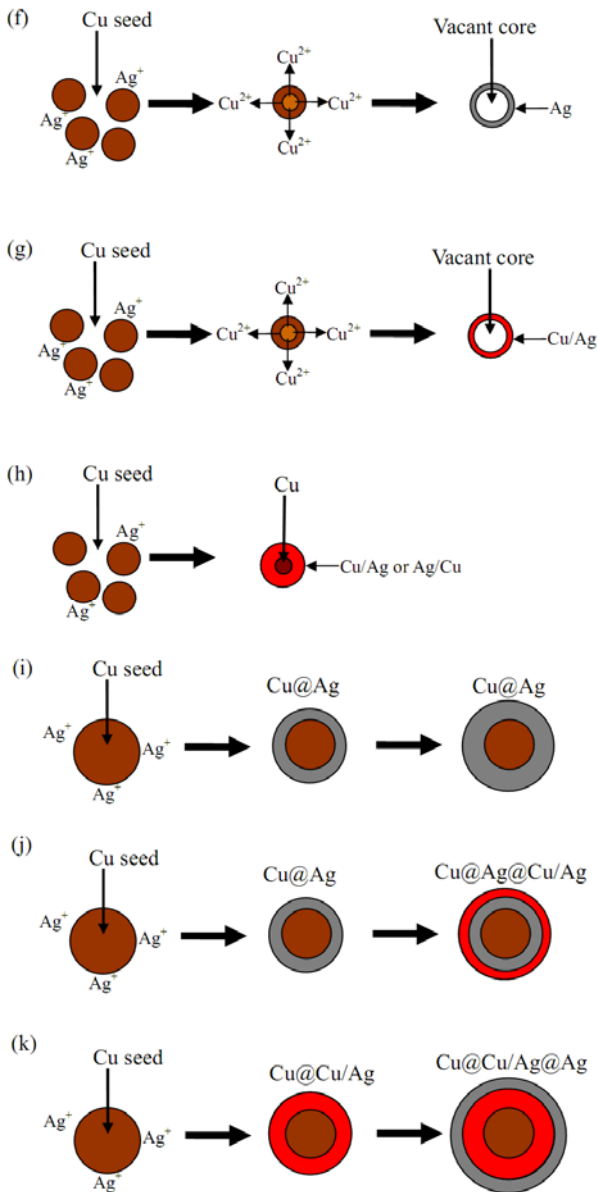 (f)
Cu seed
Ag⁺
Ag⁺
Ag⁺
Cu²⁺
Cu²⁺
Cu²⁺
Cu²⁺
Vacant core
Ag
(g)
Cu seed
Ag⁺
Ag⁺
Ag⁺
Cu²⁺
Cu²⁺
Cu²⁺
Cu²⁺
Vacant core
Cu/Ag
(h)
Cu seed
Ag⁺
Ag⁺
Cu
Cu/Ag or Ag/Cu
(i)
Cu seed
Ag⁺
Ag⁺
Ag⁺
Cu@Ag
Cu@Ag
(j)
Cu seed
Ag⁺
Ag⁺
Ag⁺
Cu@Ag
Cu@Ag@Cu/Ag
(k)
Cu seed
Ag⁺
Ag⁺
Ag⁺
Cu@Cu/Ag
Cu@Cu/Ag@Ag